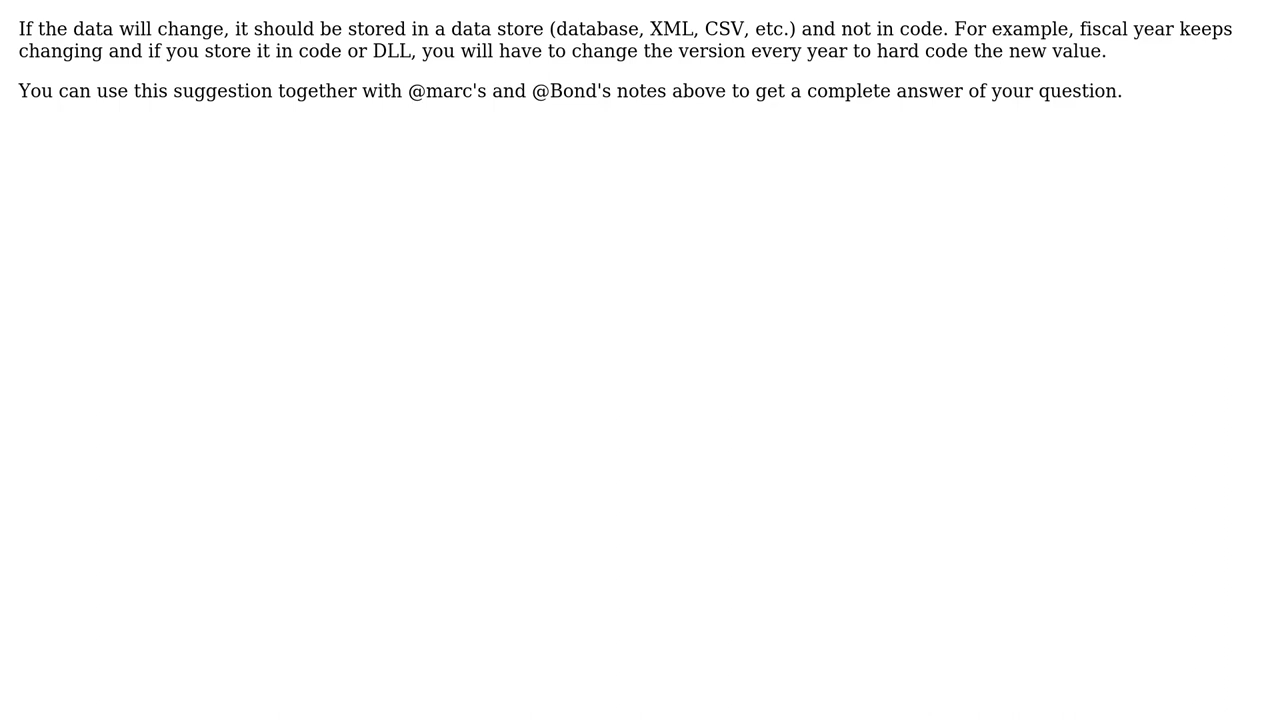 If the data will change, it should be stored in a data store (database, XML, CSV, etc.) and not in code. For example, fiscal year keeps
changing and if you store it in code or DLL, you will have to change the version every year to hard code the new value.
You can use this suggestion together with @marc's and @Bond's notes above to get a complete answer of your question.